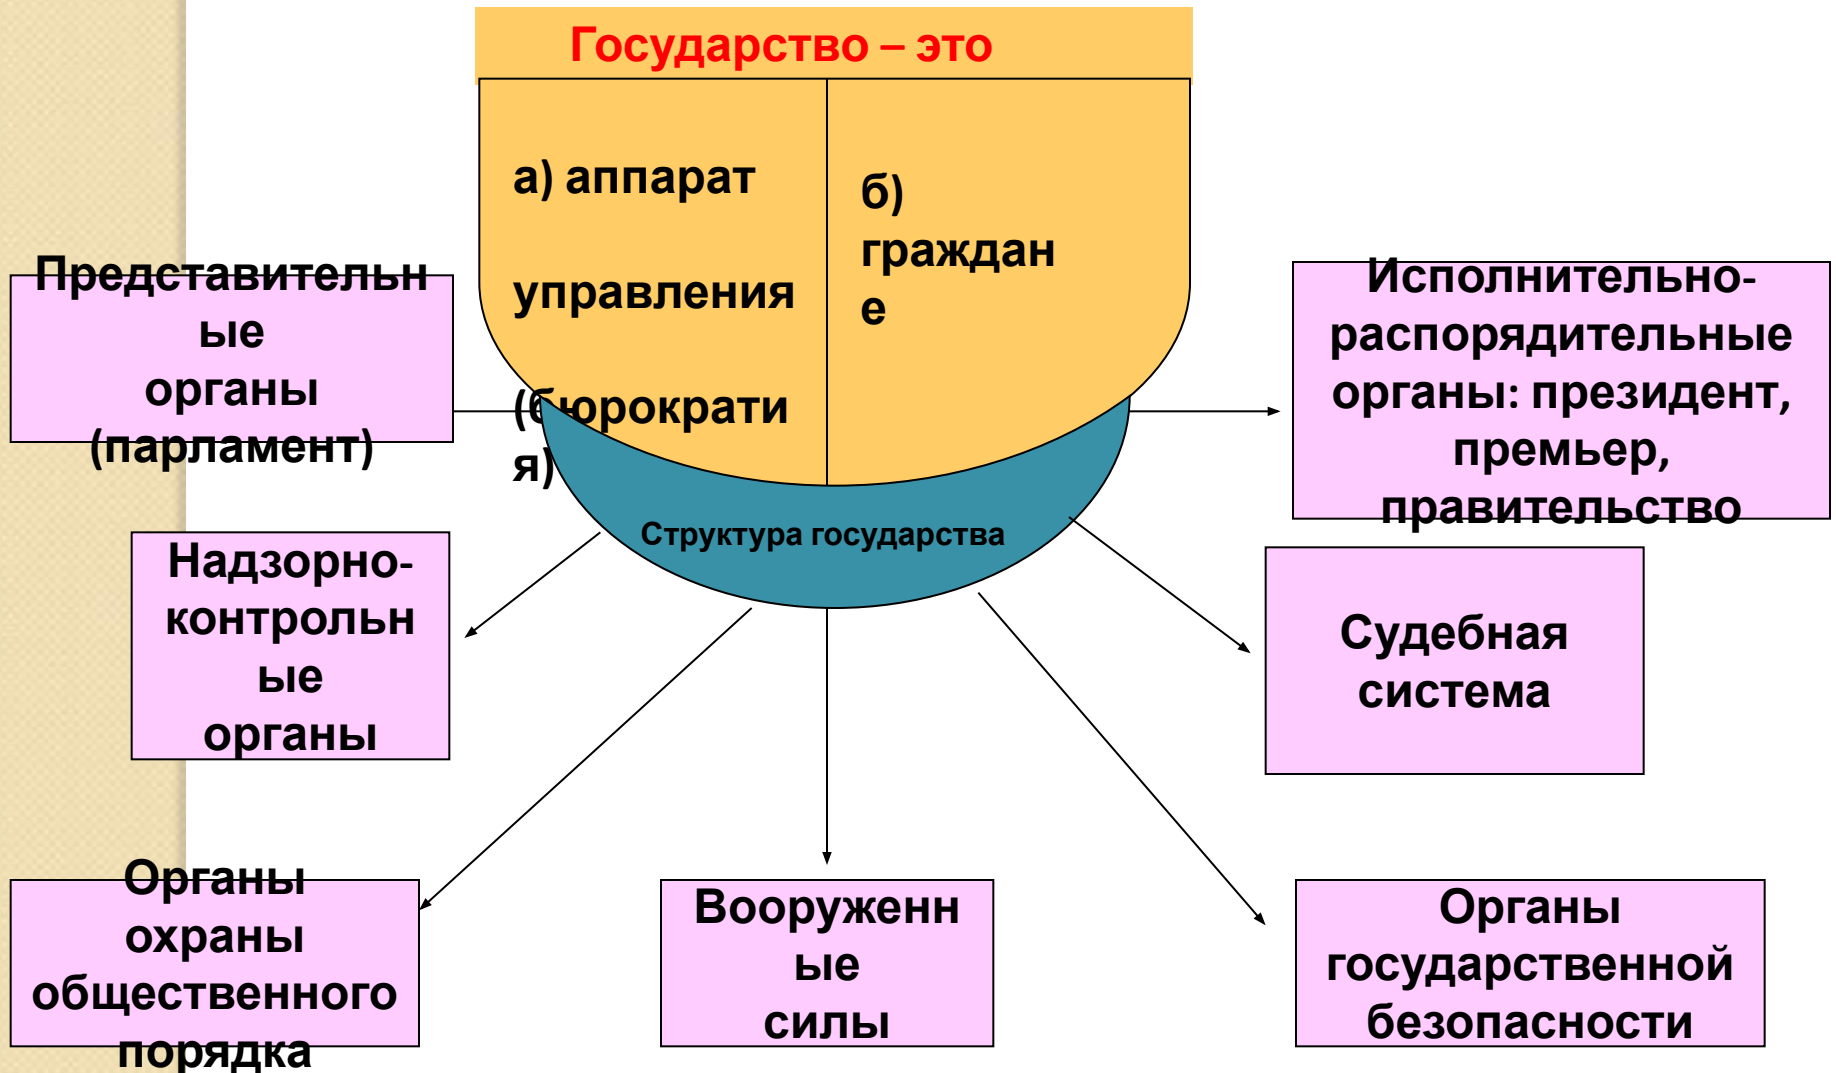 Государство – это
а) аппарат
управления
(бюрократи
я)
б)
граждан
е
Структура государства
Представительн
ые
органы
(парламент)
Исполнительно-
распорядительные
органы: президент,
премьер,
правительство
Надзорно-
контрольн
ые
органы
Судебная
система
Органы
охраны
общественного
порядка
Вооруженн
ые
силы
Органы
государственной
безопасности